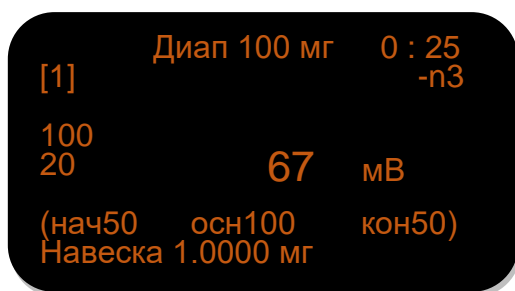 Диап 100 мг 0 : 25
[1] -n3
100
20 67 мВ
(нач50 осн100 кон50)
Навеска 1.0000 мг